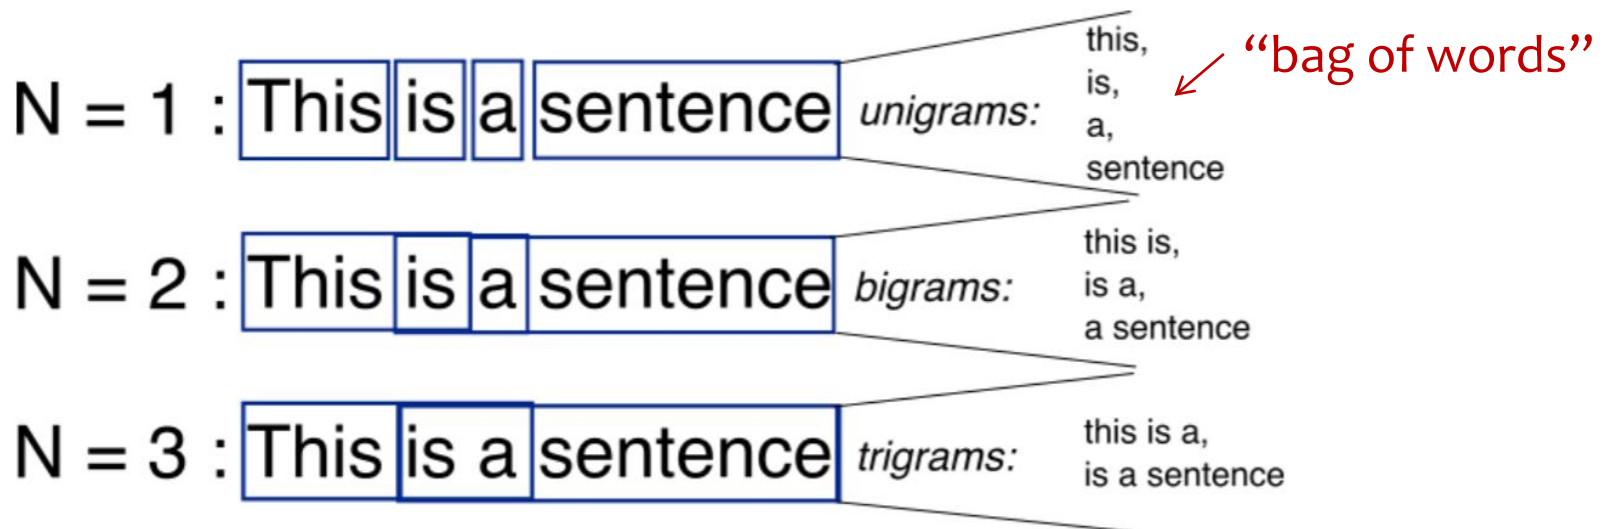 N = 1 : This is a sentence
unigrams:
this,
is,
a,
sentence
“bag of words”
N = 2 : This is a sentence
bigrams:
this is,
is a,
a sentence
N = 3 : This is a sentence
trigrams:
this is a,
is a sentence